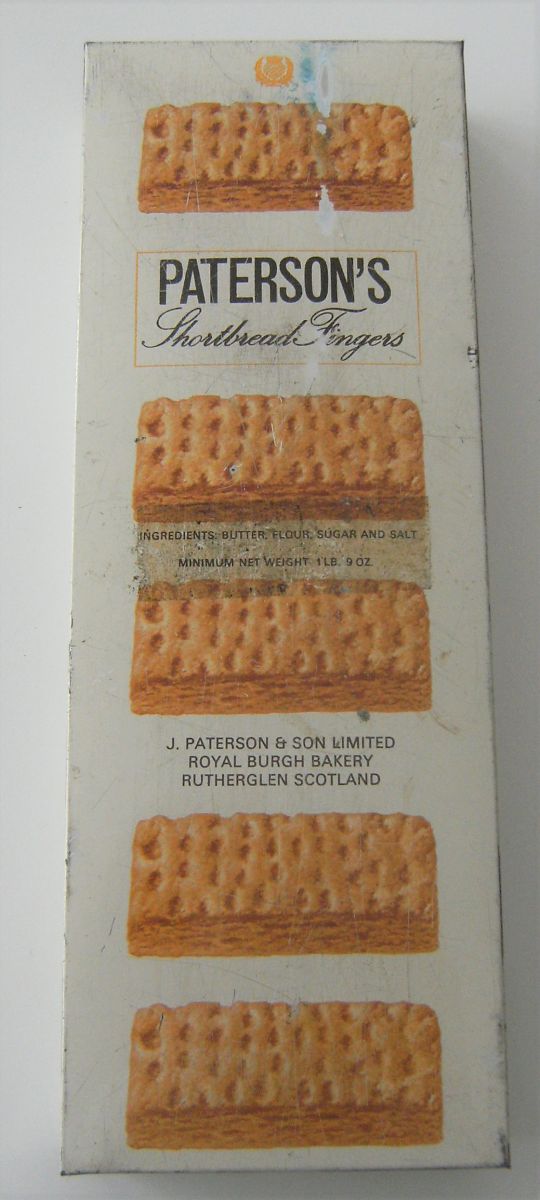 PATERSON'S
Shortbread Fingers
INGREDIENTS: BUTTER, FLOUR, SUGAR AND SALT
MINIMUM NET WEIGHT 1 LB. 9 OZ.
J. PATERSON & SON LIMITED
ROYAL BURGH BAKERY
RUTHERGLEN SCOTLAND